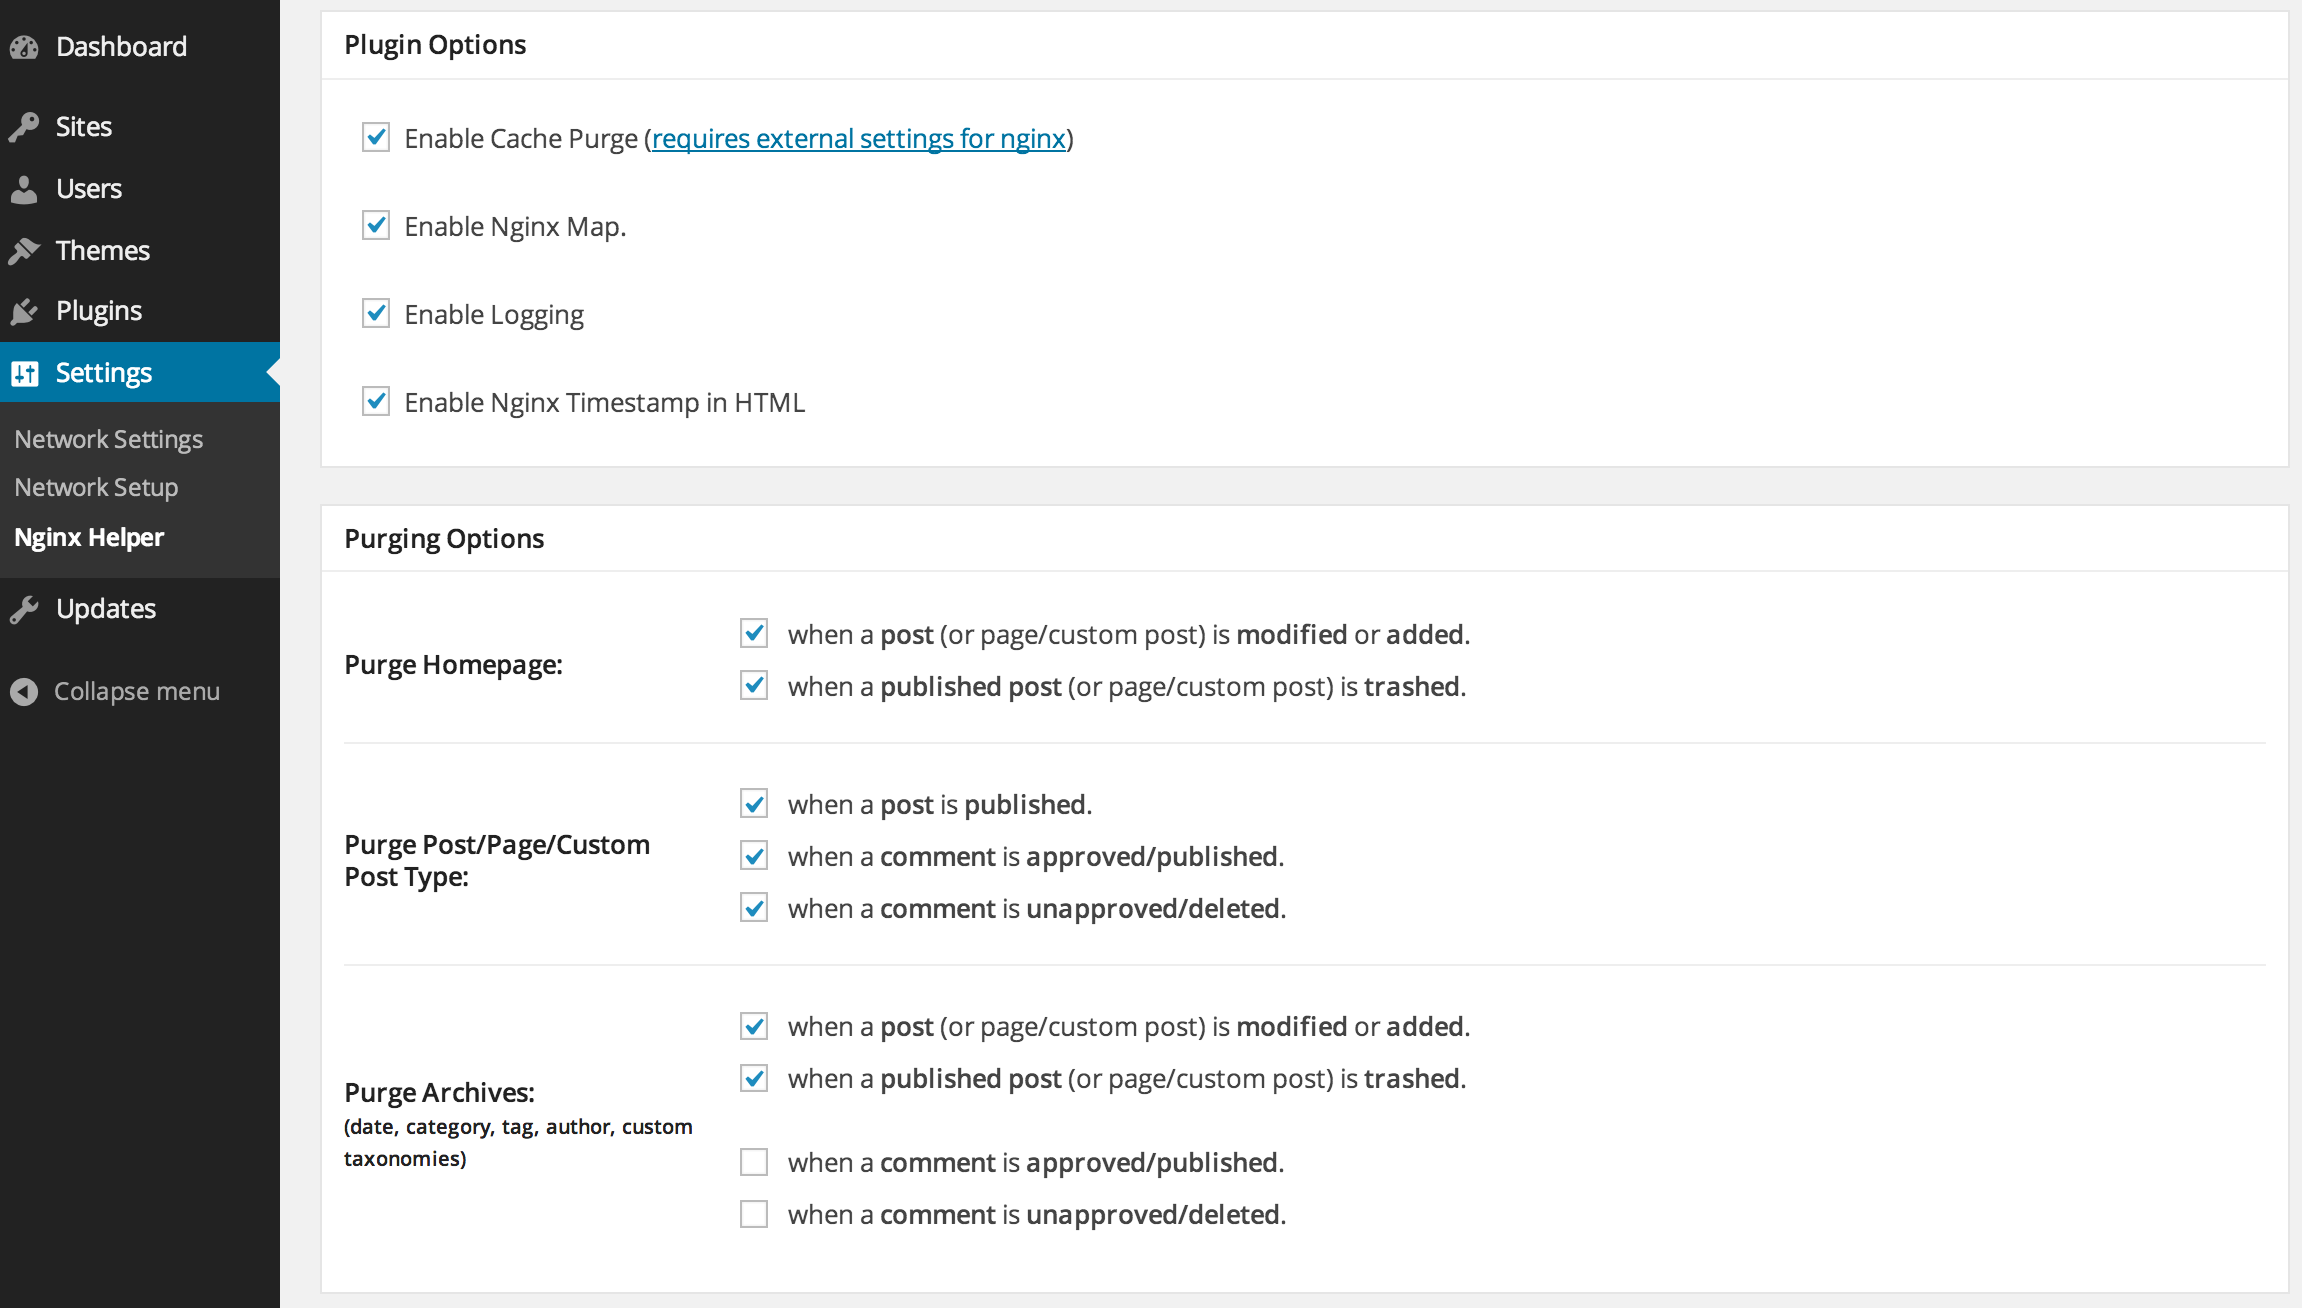 Dashboard
Sites
Users
Themes
Plugins
Settings
Network Settings
Network Setup
Nginx Helper
Updates
Collapse menu
Plugin Options
Enable Cache Purge (requires external settings for nginx)
Enable Nginx Map.
Enable Logging
Enable Nginx Timestamp in HTML
Purging Options
Purge Homepage:
when a post (or page/custom post) is modified or added.
when a published post (or page/custom post) is trashed.
Purge Post/Page/Custom
Post Type:
when a post is published.
when a comment is approved/published.
when a comment is unapproved/deleted.
Purge Archives:
(date, category, tag, author, custom
taxonomies)
when a post (or page/custom post) is modified or added.
when a published post (or page/custom post) is trashed.
when a comment is approved/published.
when a comment is unapproved/deleted.